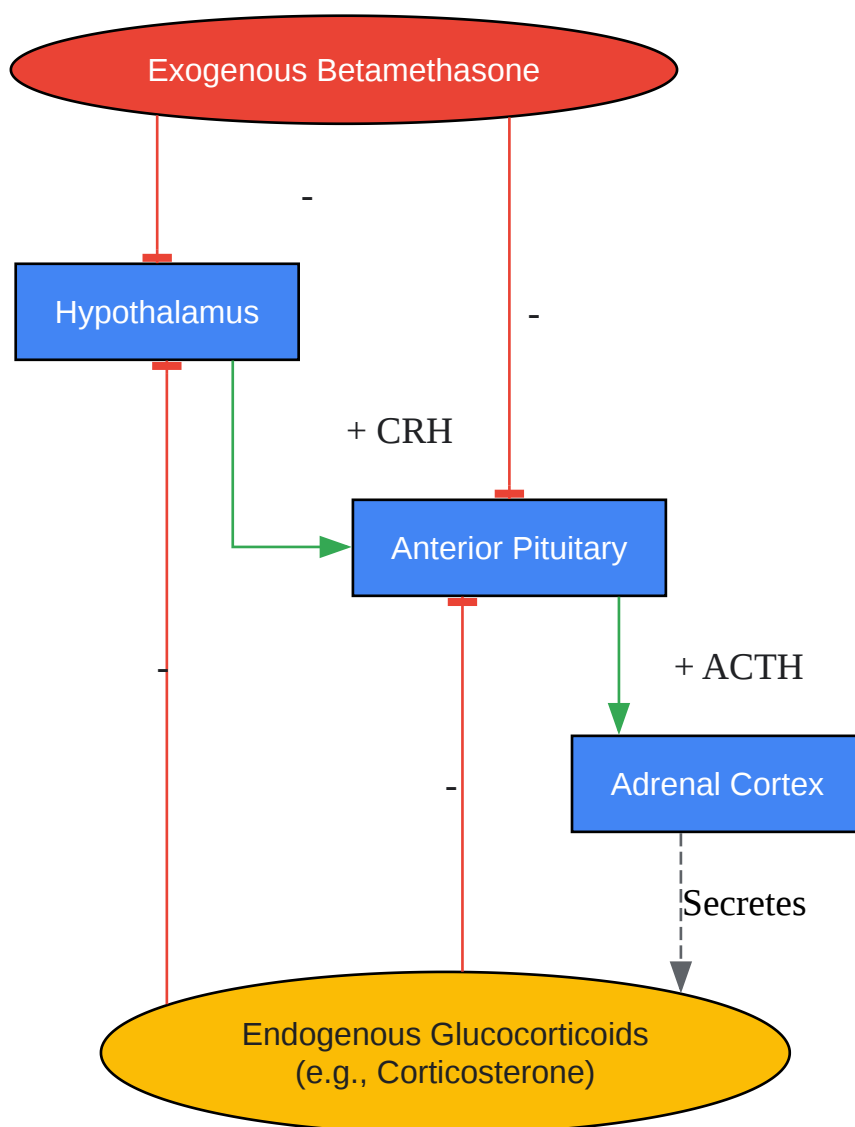 Exogenous Betamethasone
-
Hypothalamus
-
+ CRH
Anterior Pituitary
-
+ ACTH
-
Adrenal Cortex
Secretes
Endogenous Glucocorticoids
(e.g., Corticosterone)